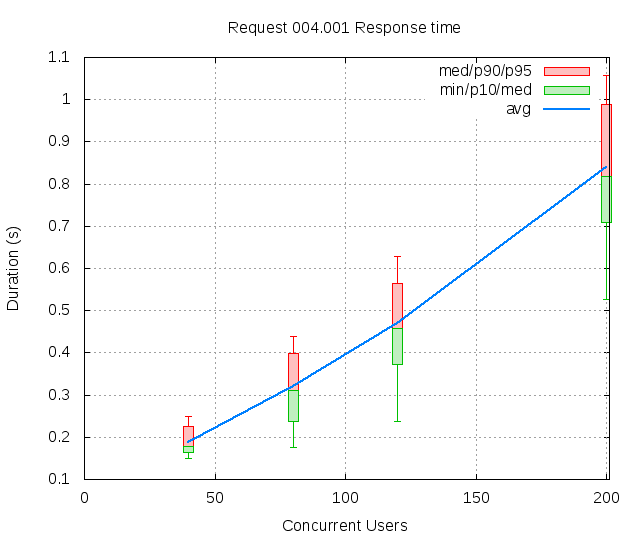 Request 004.001 Response time
1.1
1
0.9
0.8
0.7
0.6
0.5
0.4
0.3
0.2
0.1
Duration (s)
med/p90/p95
min/p10/med
avg
0 50 100 150 200
Concurrent Users